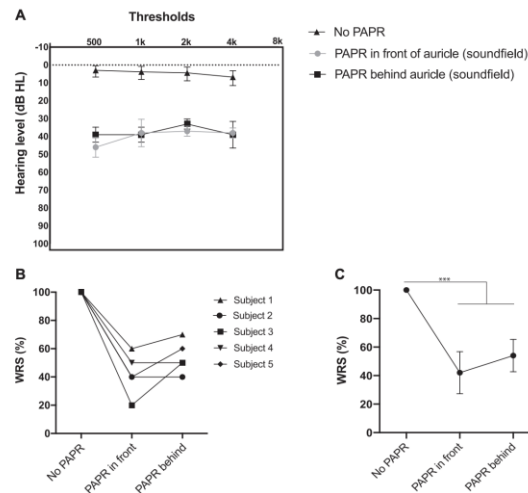 A
Thresholds
500 1k 2k 4k 8k
-10
0
10
20
30
40
50
60
70
80
90
100
Hearing level (dB HL)
No PAPR
PAPR in front of auricle (soundfield)
PAPR behind auricle (soundfield)
B
100
80
60
40
20
0
WRS (%)
No PAPR
PAPR in front
PAPR behind
Subject 1
Subject 2
Subject 3
Subject 4
Subject 5
C
***
100
80
60
40
20
0
WRS (%)
No PAPR
PAPR in front
PAPR behind